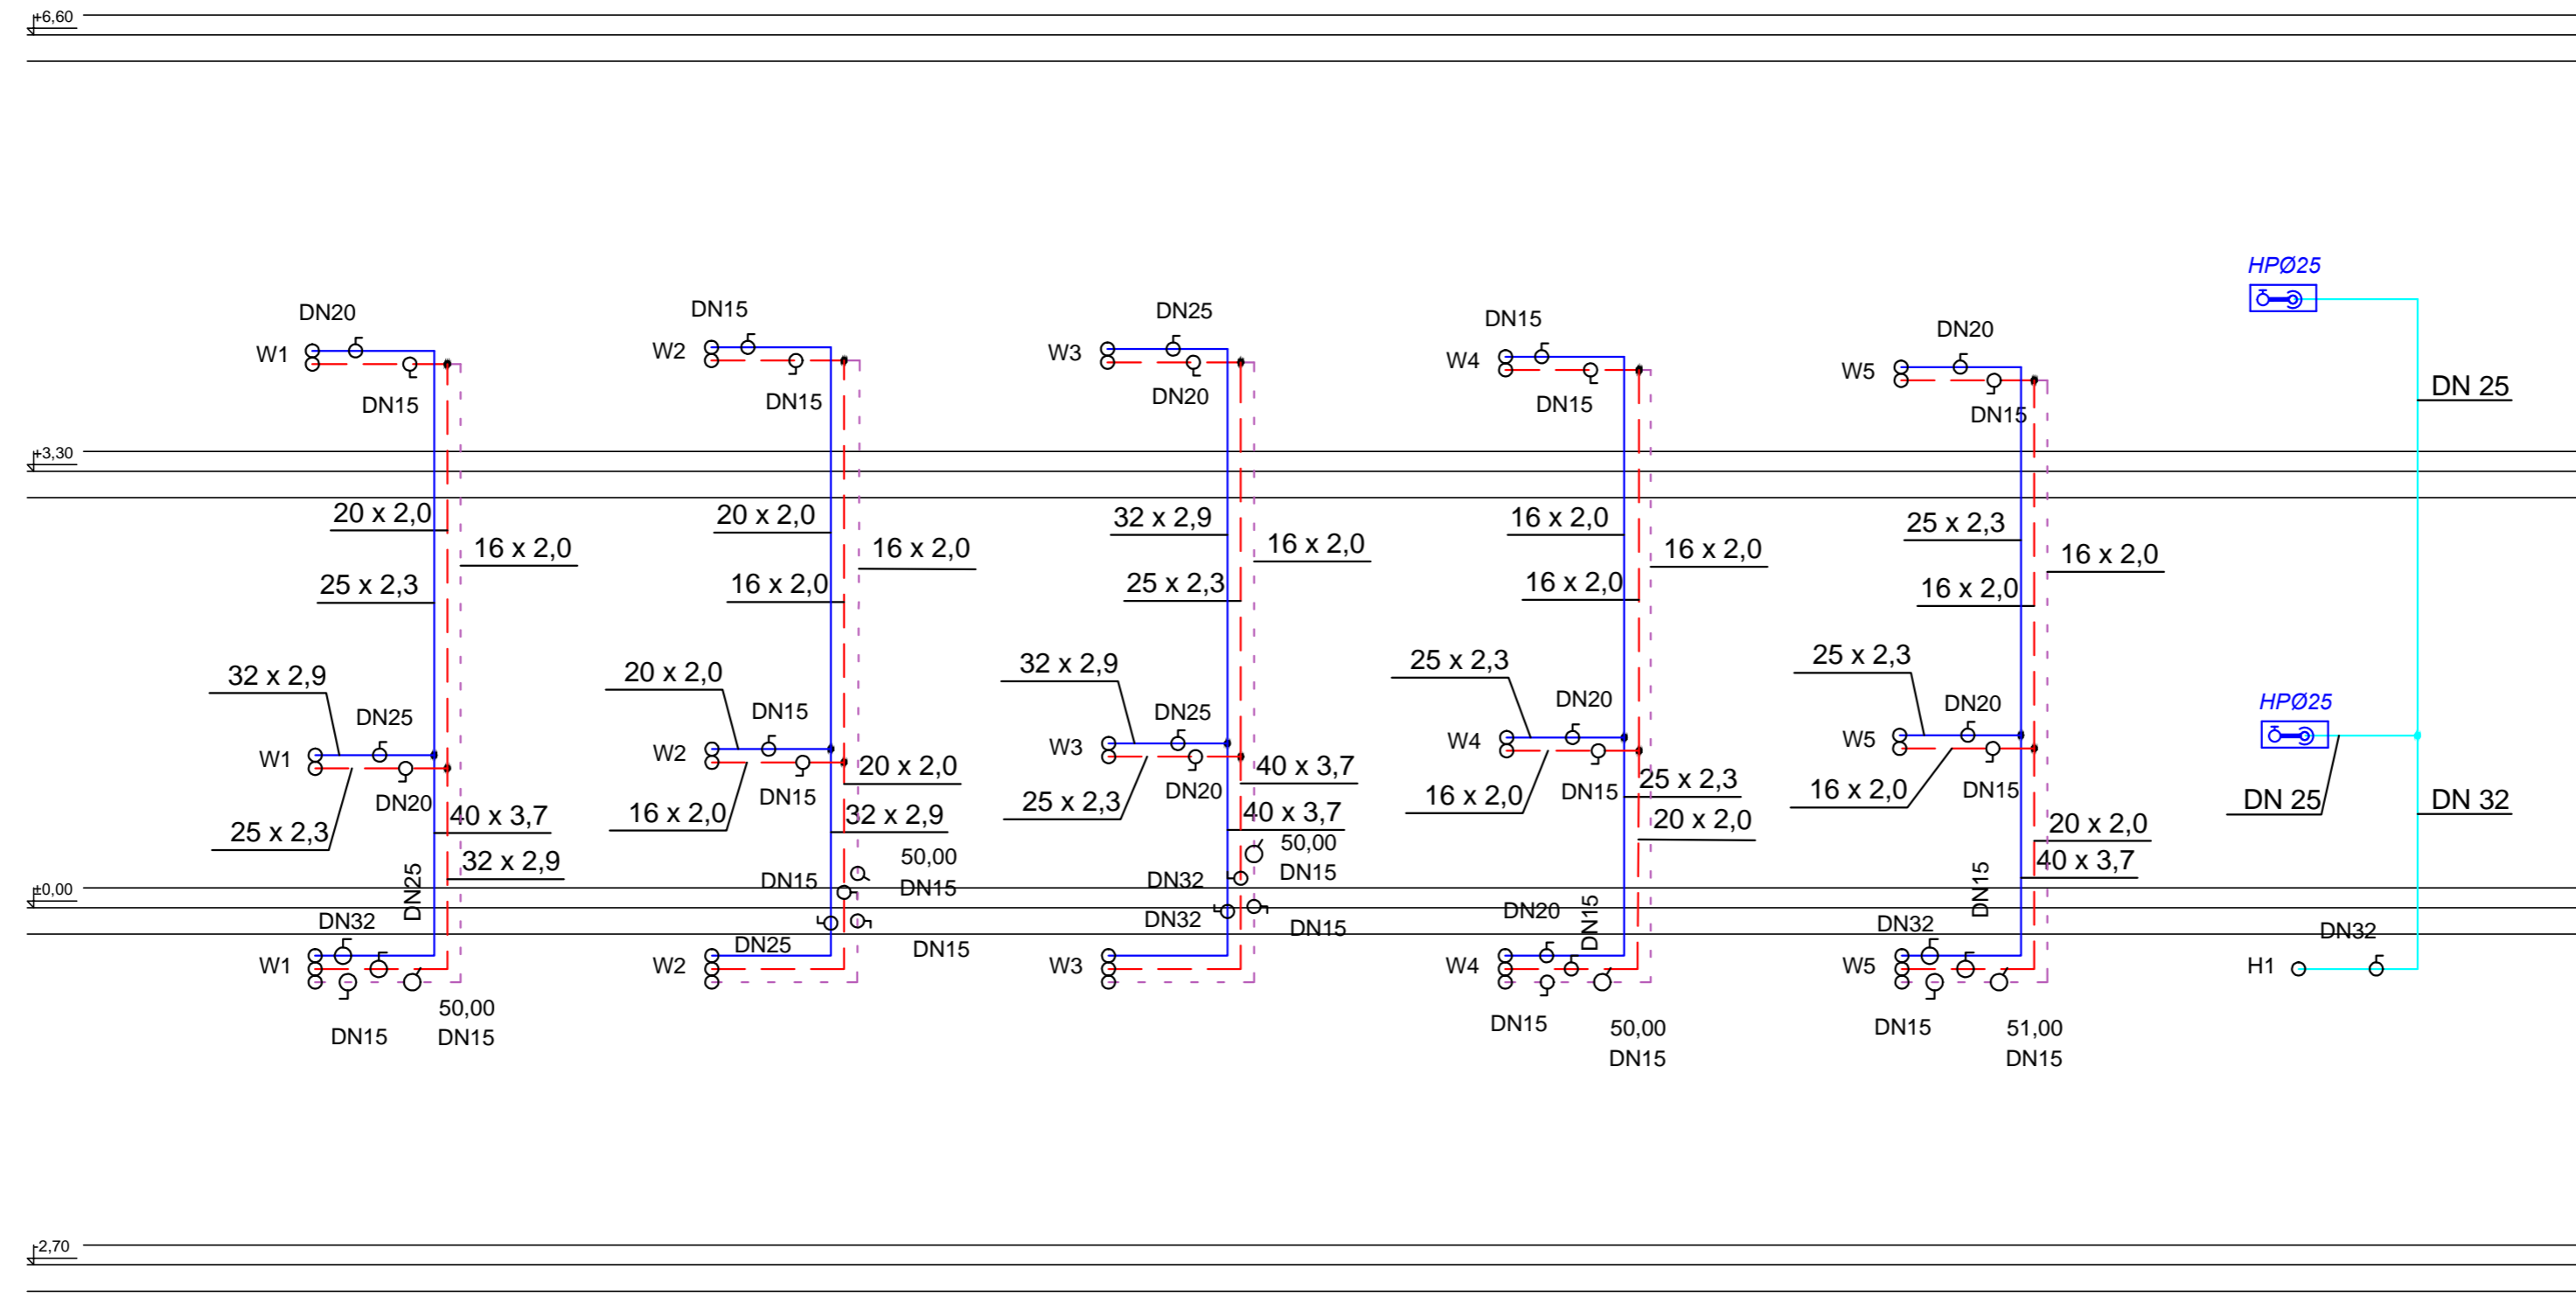 +6,60
HPØ25
DN20
DN15
DN25
DN15
DN20
W1
W2
W3
W4
W5
DN15
DN15
DN20
DN15
DN15
DN 25
+3,30
20 x 2,0
20 x 2,0
32 x 2,9
16 x 2,0
25 x 2,3
16 x 2,0
16 x 2,0
16 x 2,0
16 x 2,0
16 x 2,0
25 x 2,3
16 x 2,0
25 x 2,3
16 x 2,0
16 x 2,0
32 x 2,9
20 x 2,0
32 x 2,9
25 x 2,3
25 x 2,3
HPØ25
DN25
DN15
DN25
DN20
DN20
W1
W2
W3
W4
W5
DN20
DN15
DN20
DN15
DN15
20 x 2,0
40 x 3,7
25 x 2,3
25 x 2,3
16 x 2,0
25 x 2,3
16 x 2,0
16 x 2,0
DN 25
DN 32
40 x 3,7
32 x 2,9
40 x 3,7
20 x 2,0
20 x 2,0
32 x 2,9
50,00
DN15
50,00
DN15
40 x 3,7
±0,00
DN25
DN15
DN32
DN15
DN15
DN32
DN25
DN32
DN15
DN20
DN32
DN32
DN15
W1
W2
W3
W4
W5
H1
50,00
DN15
DN15
DN15
50,00
DN15
DN15
51,00
DN15
-2,70